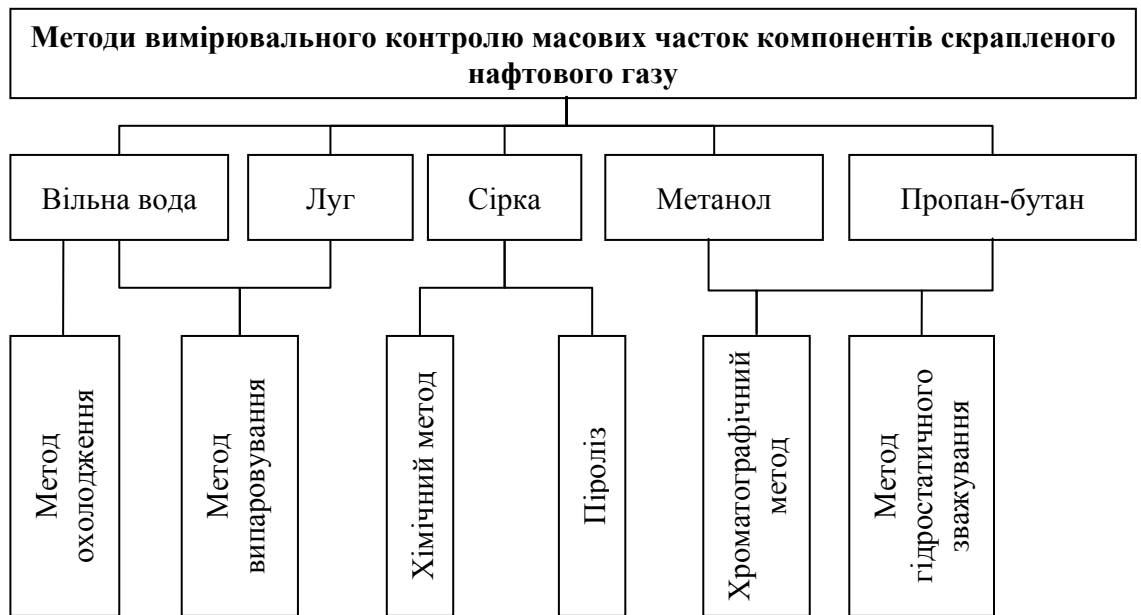 Методи вимірювального контролю масових часток компонентів скрапленого
нафтового газу
Вільна вода
Луг
Сірка
Метанол
Пропан-бутан
Метод
охолодження
Метод
випаровування
Хімічний метод
Піроліз
Хроматографічний
метод
Метод
гідростатичного
зважування